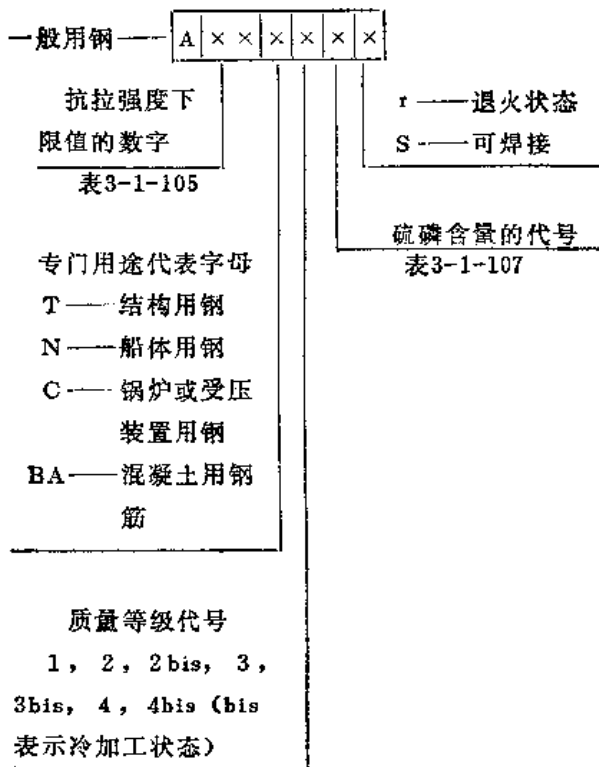 一般用钢——A × × × × × ×
抗拉强度下
限值的数字
表3-1-105
r——退火状态
S——可焊接
硫磷含量的代号
表3-1-107
专门用途代表字母
T——结构用钢
N——船体用钢
C——锅炉或受压
装置用钢
BA——混凝土用钢
筋
质量等级代号
1，2，2bis，3，
3bis，4，4bis（bis
表示冷加工状态）